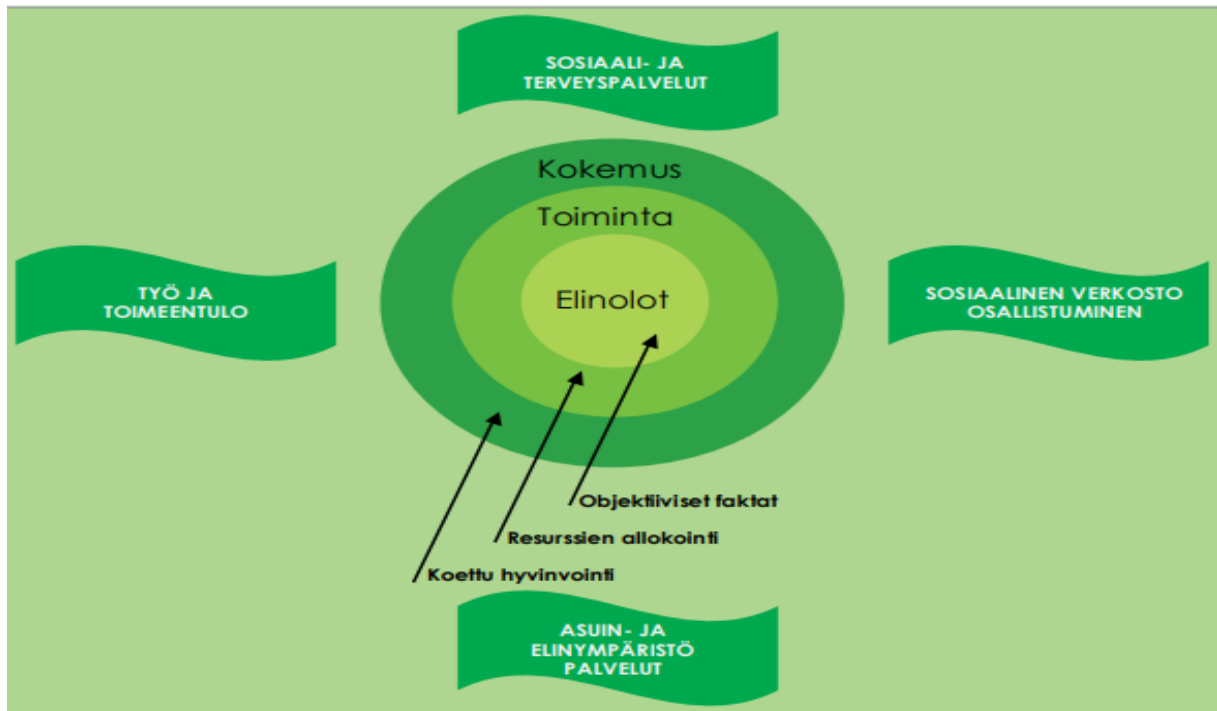 SOSIAALI- JA
TERVEYSPALVELUT
Kokemus
Toiminta
Elinolot
TYÖ JA
TOIMEENTULO
SOSIAALINEN VERKOSTO
OSALLISTUMINEN
Objektiiviset faktat
Resurssien allokointi
Koettu hyvinvointi
ASUIN- JA
ELINYMPÄRISTÖ
PALVELUT